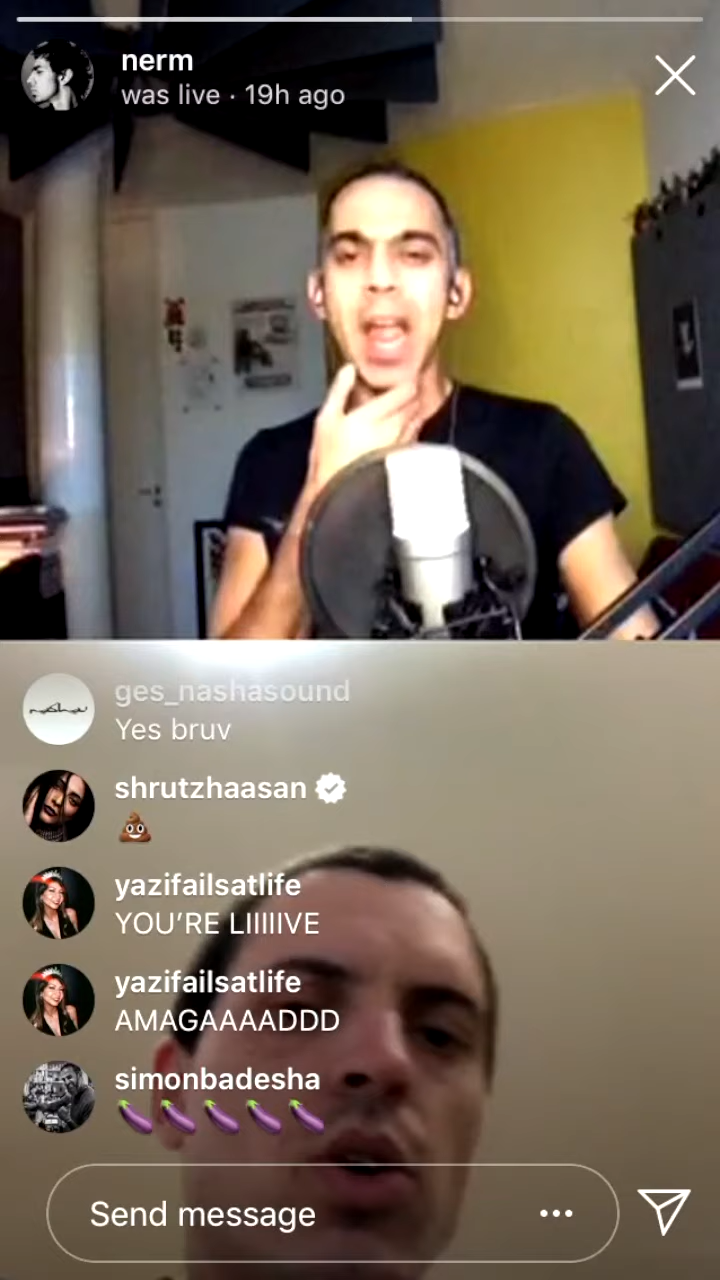 nerm
was live · 19h ago
ges_nashasound
Yes bruv
shrutzhaasan
💩
yazifailsatlife
YOU’RE LIIIIIVE
yazifailsatlife
AMAGAAAADDD
simonbadesha
🍆🍆🍆🍆🍆
Send message